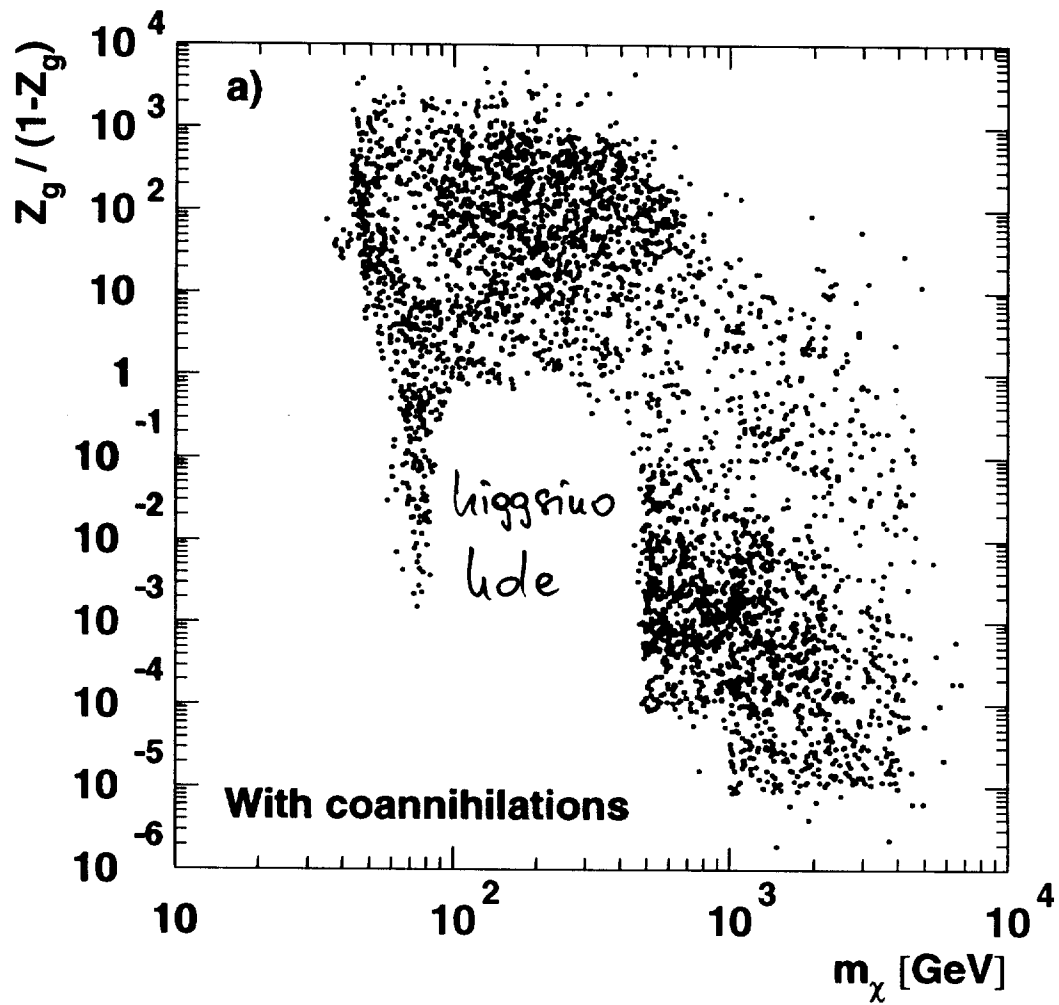 Z_g / (1-Z_g)
10^4
10^3
10^2
10
1
10^-1
10^-2
10^-3
10^-4
10^-5
10^-6
a)
higgsino
hole
With coannihilations
10
10^2
10^3
10^4
m_χ [GeV]